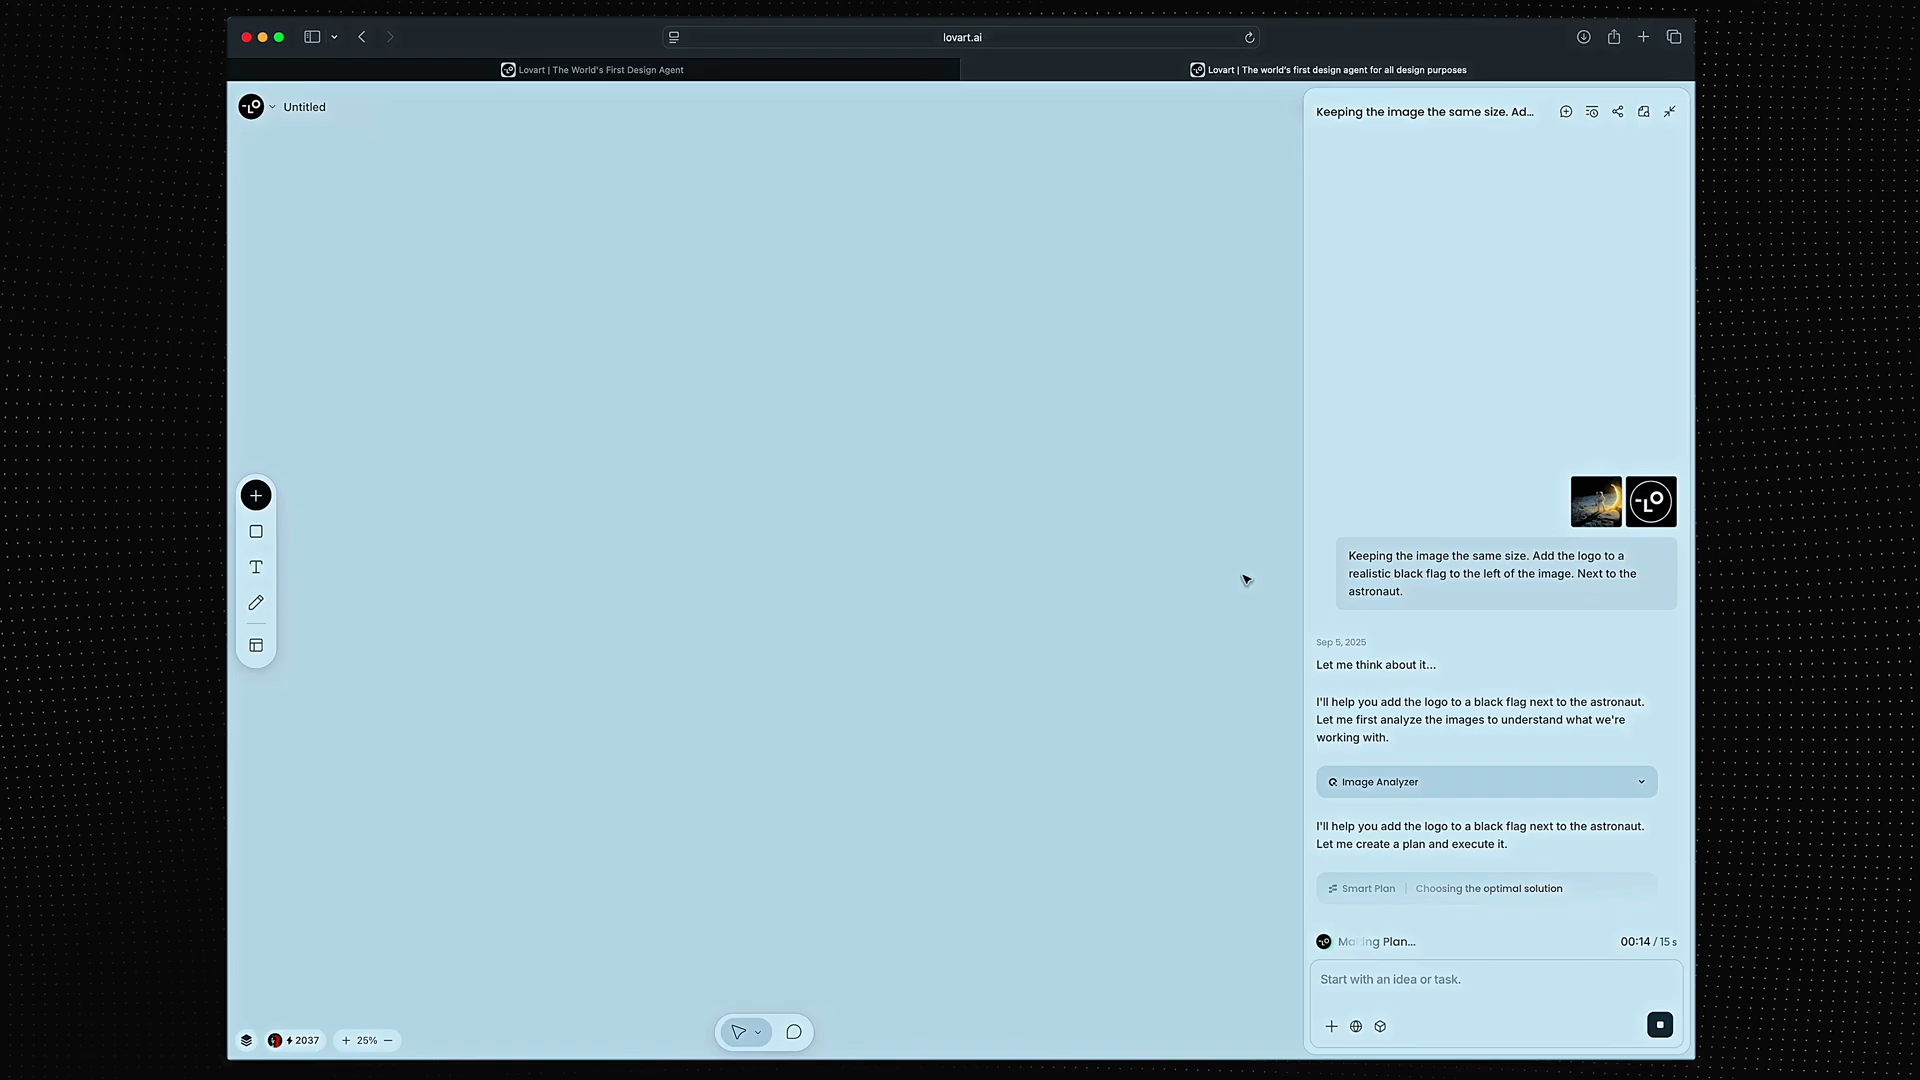 lovart.ai
Lovart | The World's First Design Agent
Lovart | The world's first design agent for all design purposes
Untitled
Keeping the image the same size. Ad...
Keeping the image the same size. Add the logo to a
realistic black flag to the left of the image. Next to the
astronaut.
Sep 5, 2025
Let me think about it...
I'll help you add the logo to a black flag next to the astronaut.
Let me first analyze the images to understand what we're
working with.
Image Analyzer
I'll help you add the logo to a black flag next to the astronaut.
Let me create a plan and execute it.
Smart Plan | Choosing the optimal solution
Making Plan...
00:14 / 15 s
Start with an idea or task.
2037
25%